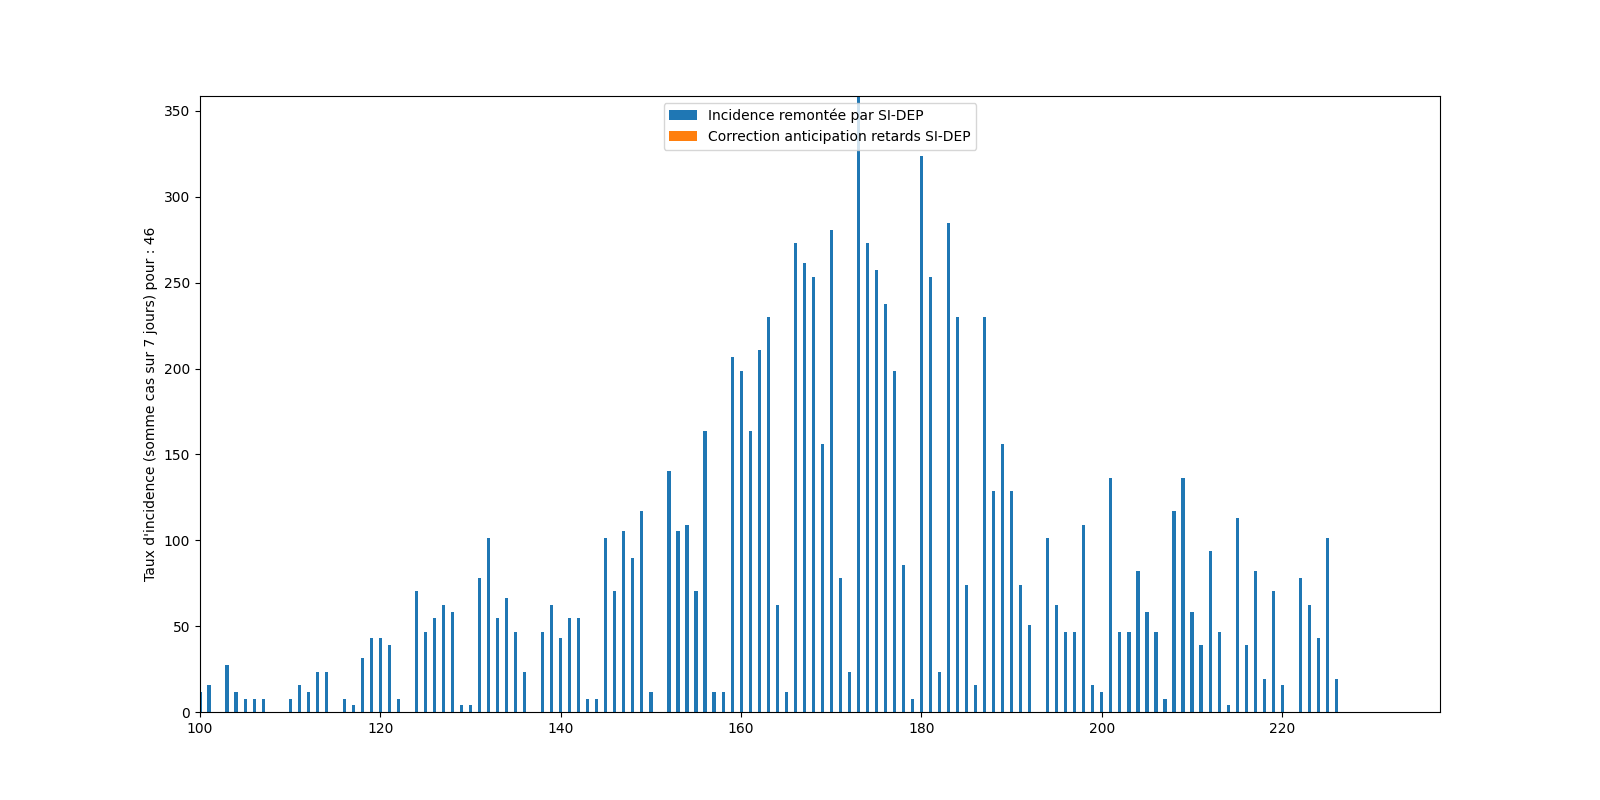 Incidence remontée par SI-DEP
Correction anticipation retards SI-DEP
Taux d'incidence (somme cas sur 7 jours) pour : 46
350
300
250
200
150
100
50
0
100 120 140 160 180 200 220